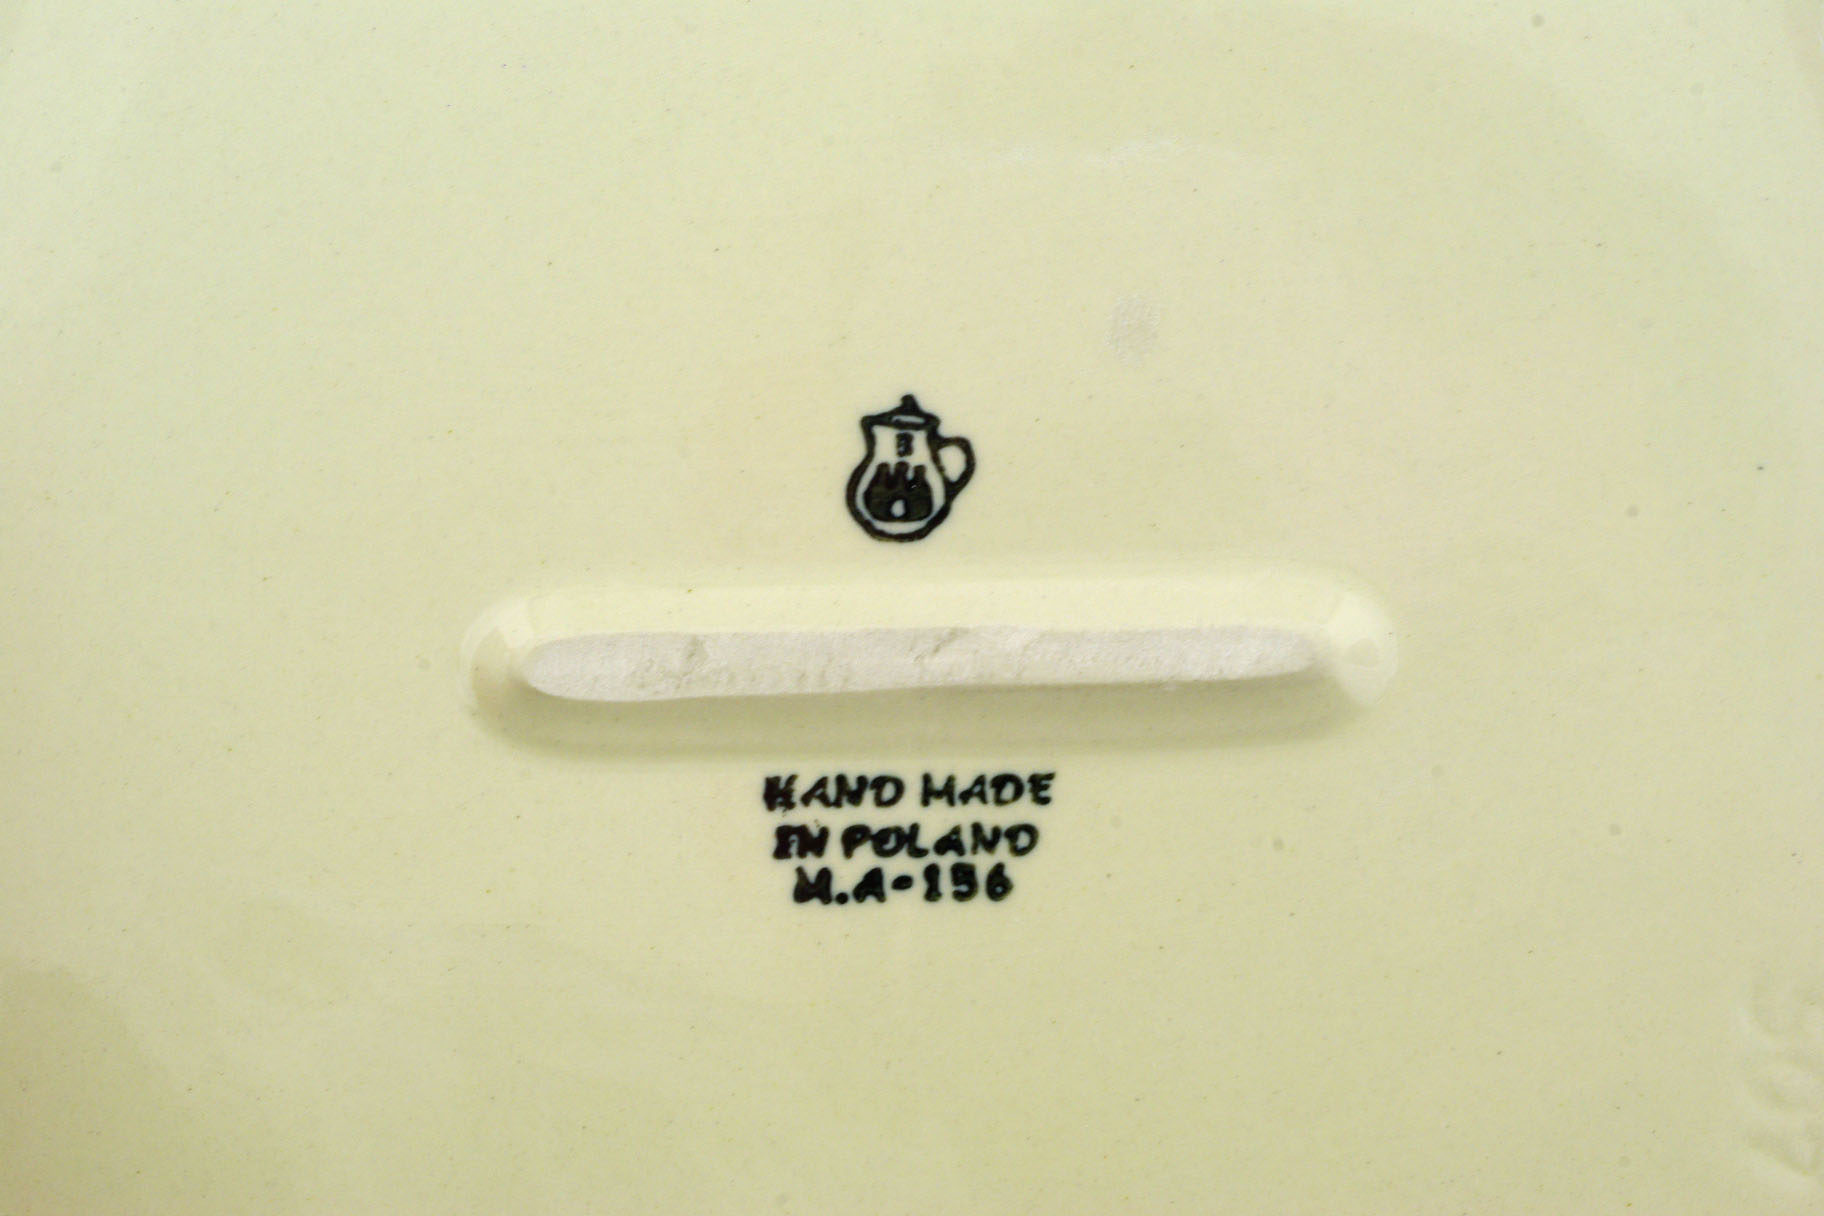 B
HAND MADE
IN POLAND
M.A-156